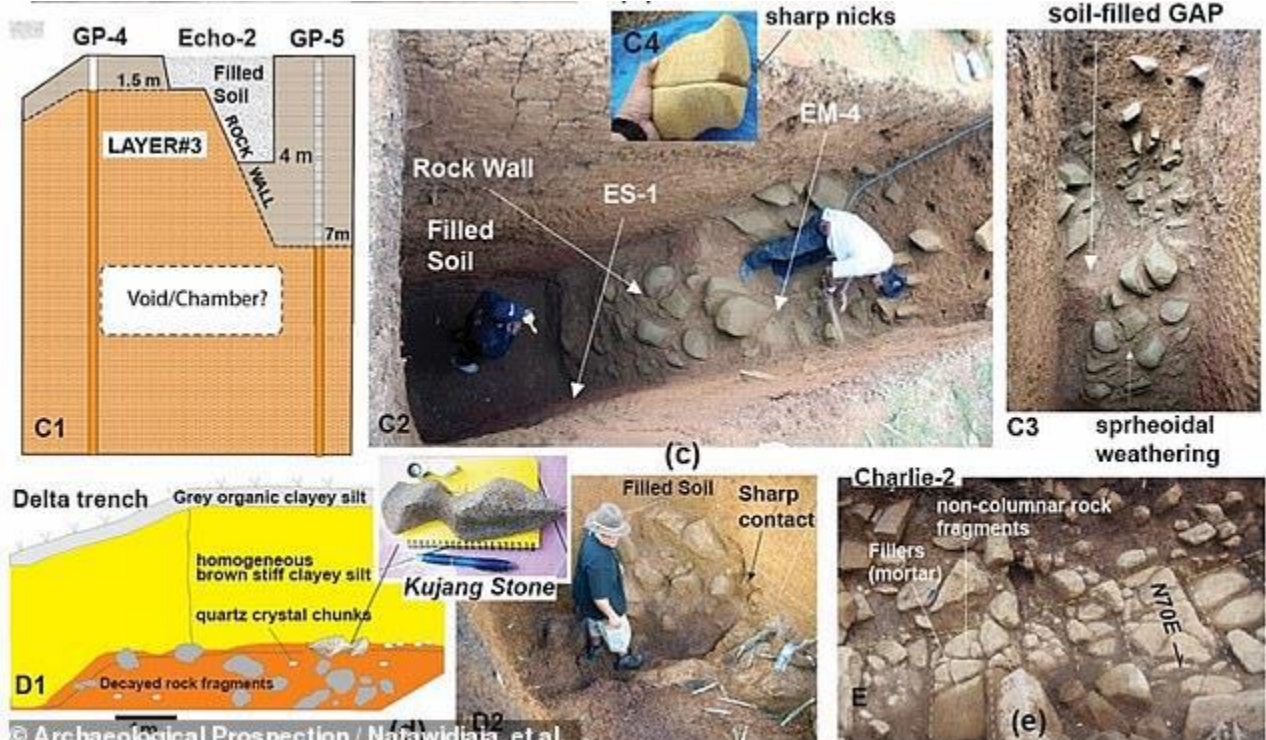 GP-4
Echo-2
GP-5
1.5 m
Filled
Soil
LAYER#3
ROCK
WALL
4 m
7m
Void/Chamber?
C1
C4
sharp nicks
EM-4
Rock Wall
ES-1
Filled
Soil
C2
(c)
soil-filled GAP
C3
sprheoidal
weathering
Delta trench
Grey organic clayey silt
homogeneous
brown stiff clayey silt
quartz crystal chunks
Decayed rock fragments
D1
(d)
Kujang Stone
Filled Soil
Sharp
contact
D2
Charlie-2
non-columnar rock
fragments
Fillers
(mortar)
N70E
E
(e)
© Archaeological Prospection / Natawidjaja, et al